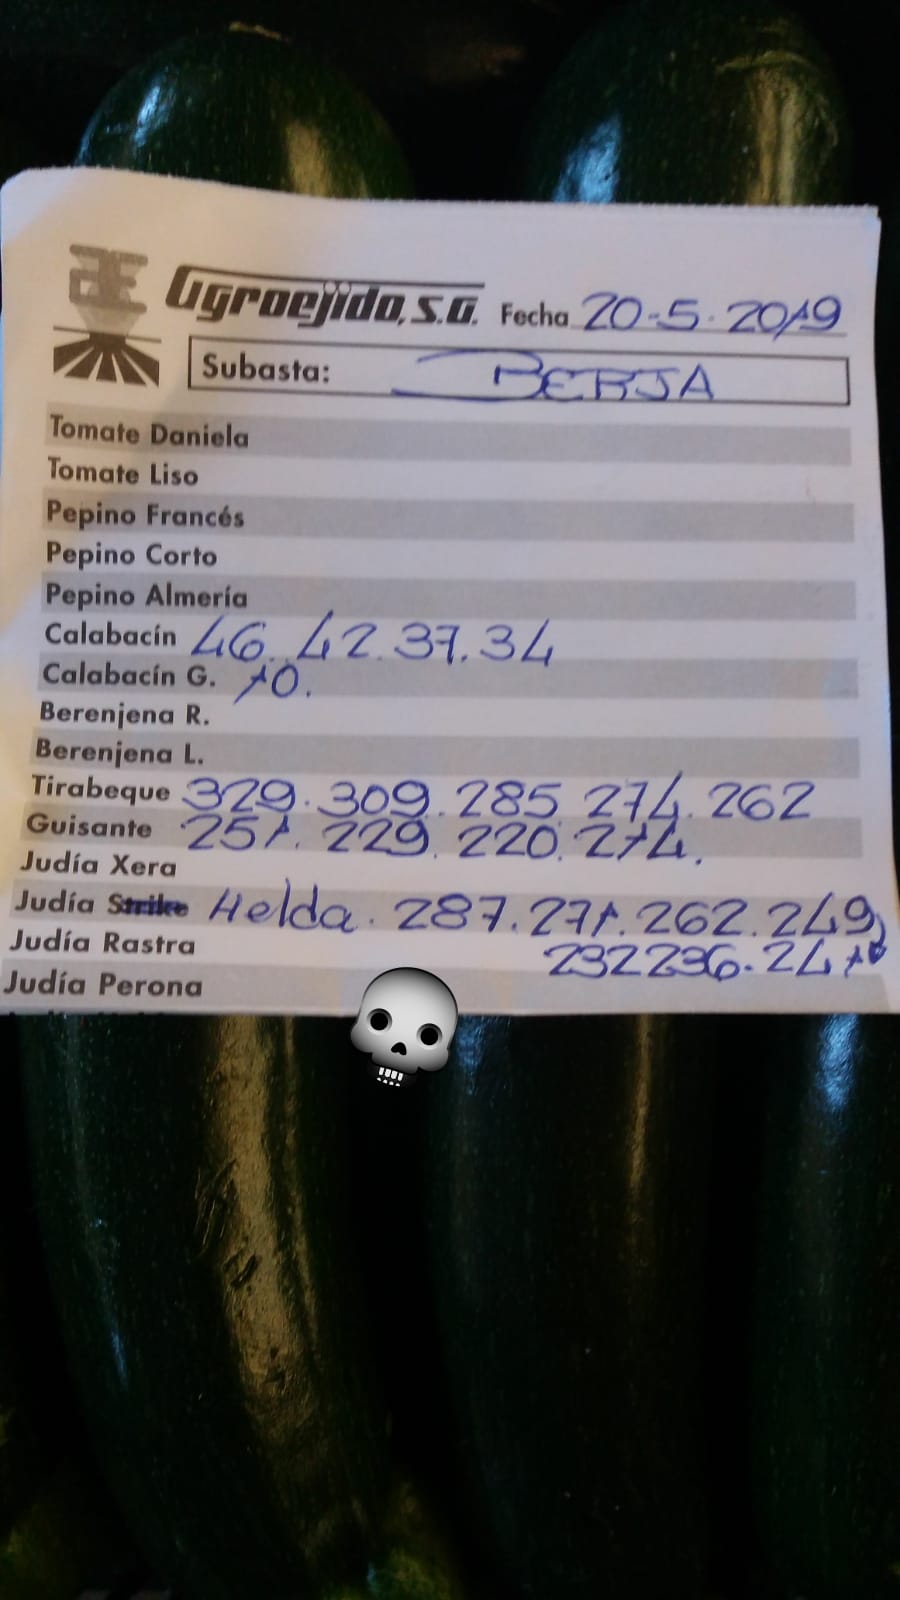 AE
Agroejido, S.A. Fecha 20-5-2019
Subasta: BERJA
Tomate Daniela
Tomate Liso
Pepino Francés
Pepino Corto
Pepino Almería
Calabacín 46. 42. 37. 34
Calabacín G. 10.
Berenjena R.
Berenjena L.
Tirabeque 329. 309. 285. 274. 262
Guisante 251. 229. 220. 214.
Judía Xera
Judía Strike Helda. 287. 271. 262. 249
Judía Rastra 232 236. 241
Judía Perona